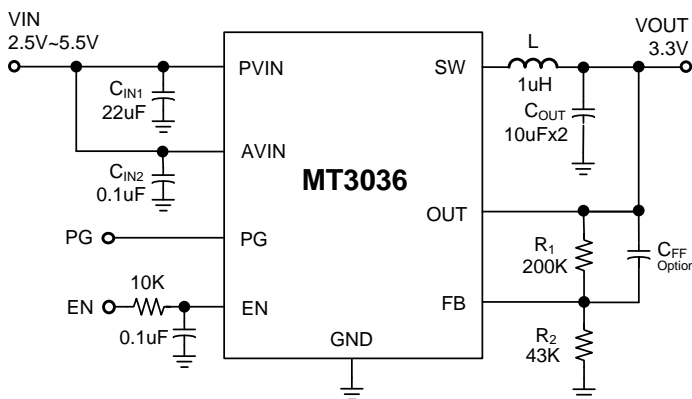 VIN
2.5V~5.5V
VOUT
3.3V
PVIN
SW
L
1uH
CIN1
22uF
COUT
10uFx2
AVIN
CIN2
0.1uF
MT3036
OUT
PG
PG
R1
200K
CFF
Option
10K
EN
EN
FB
0.1uF
GND
R2
43K